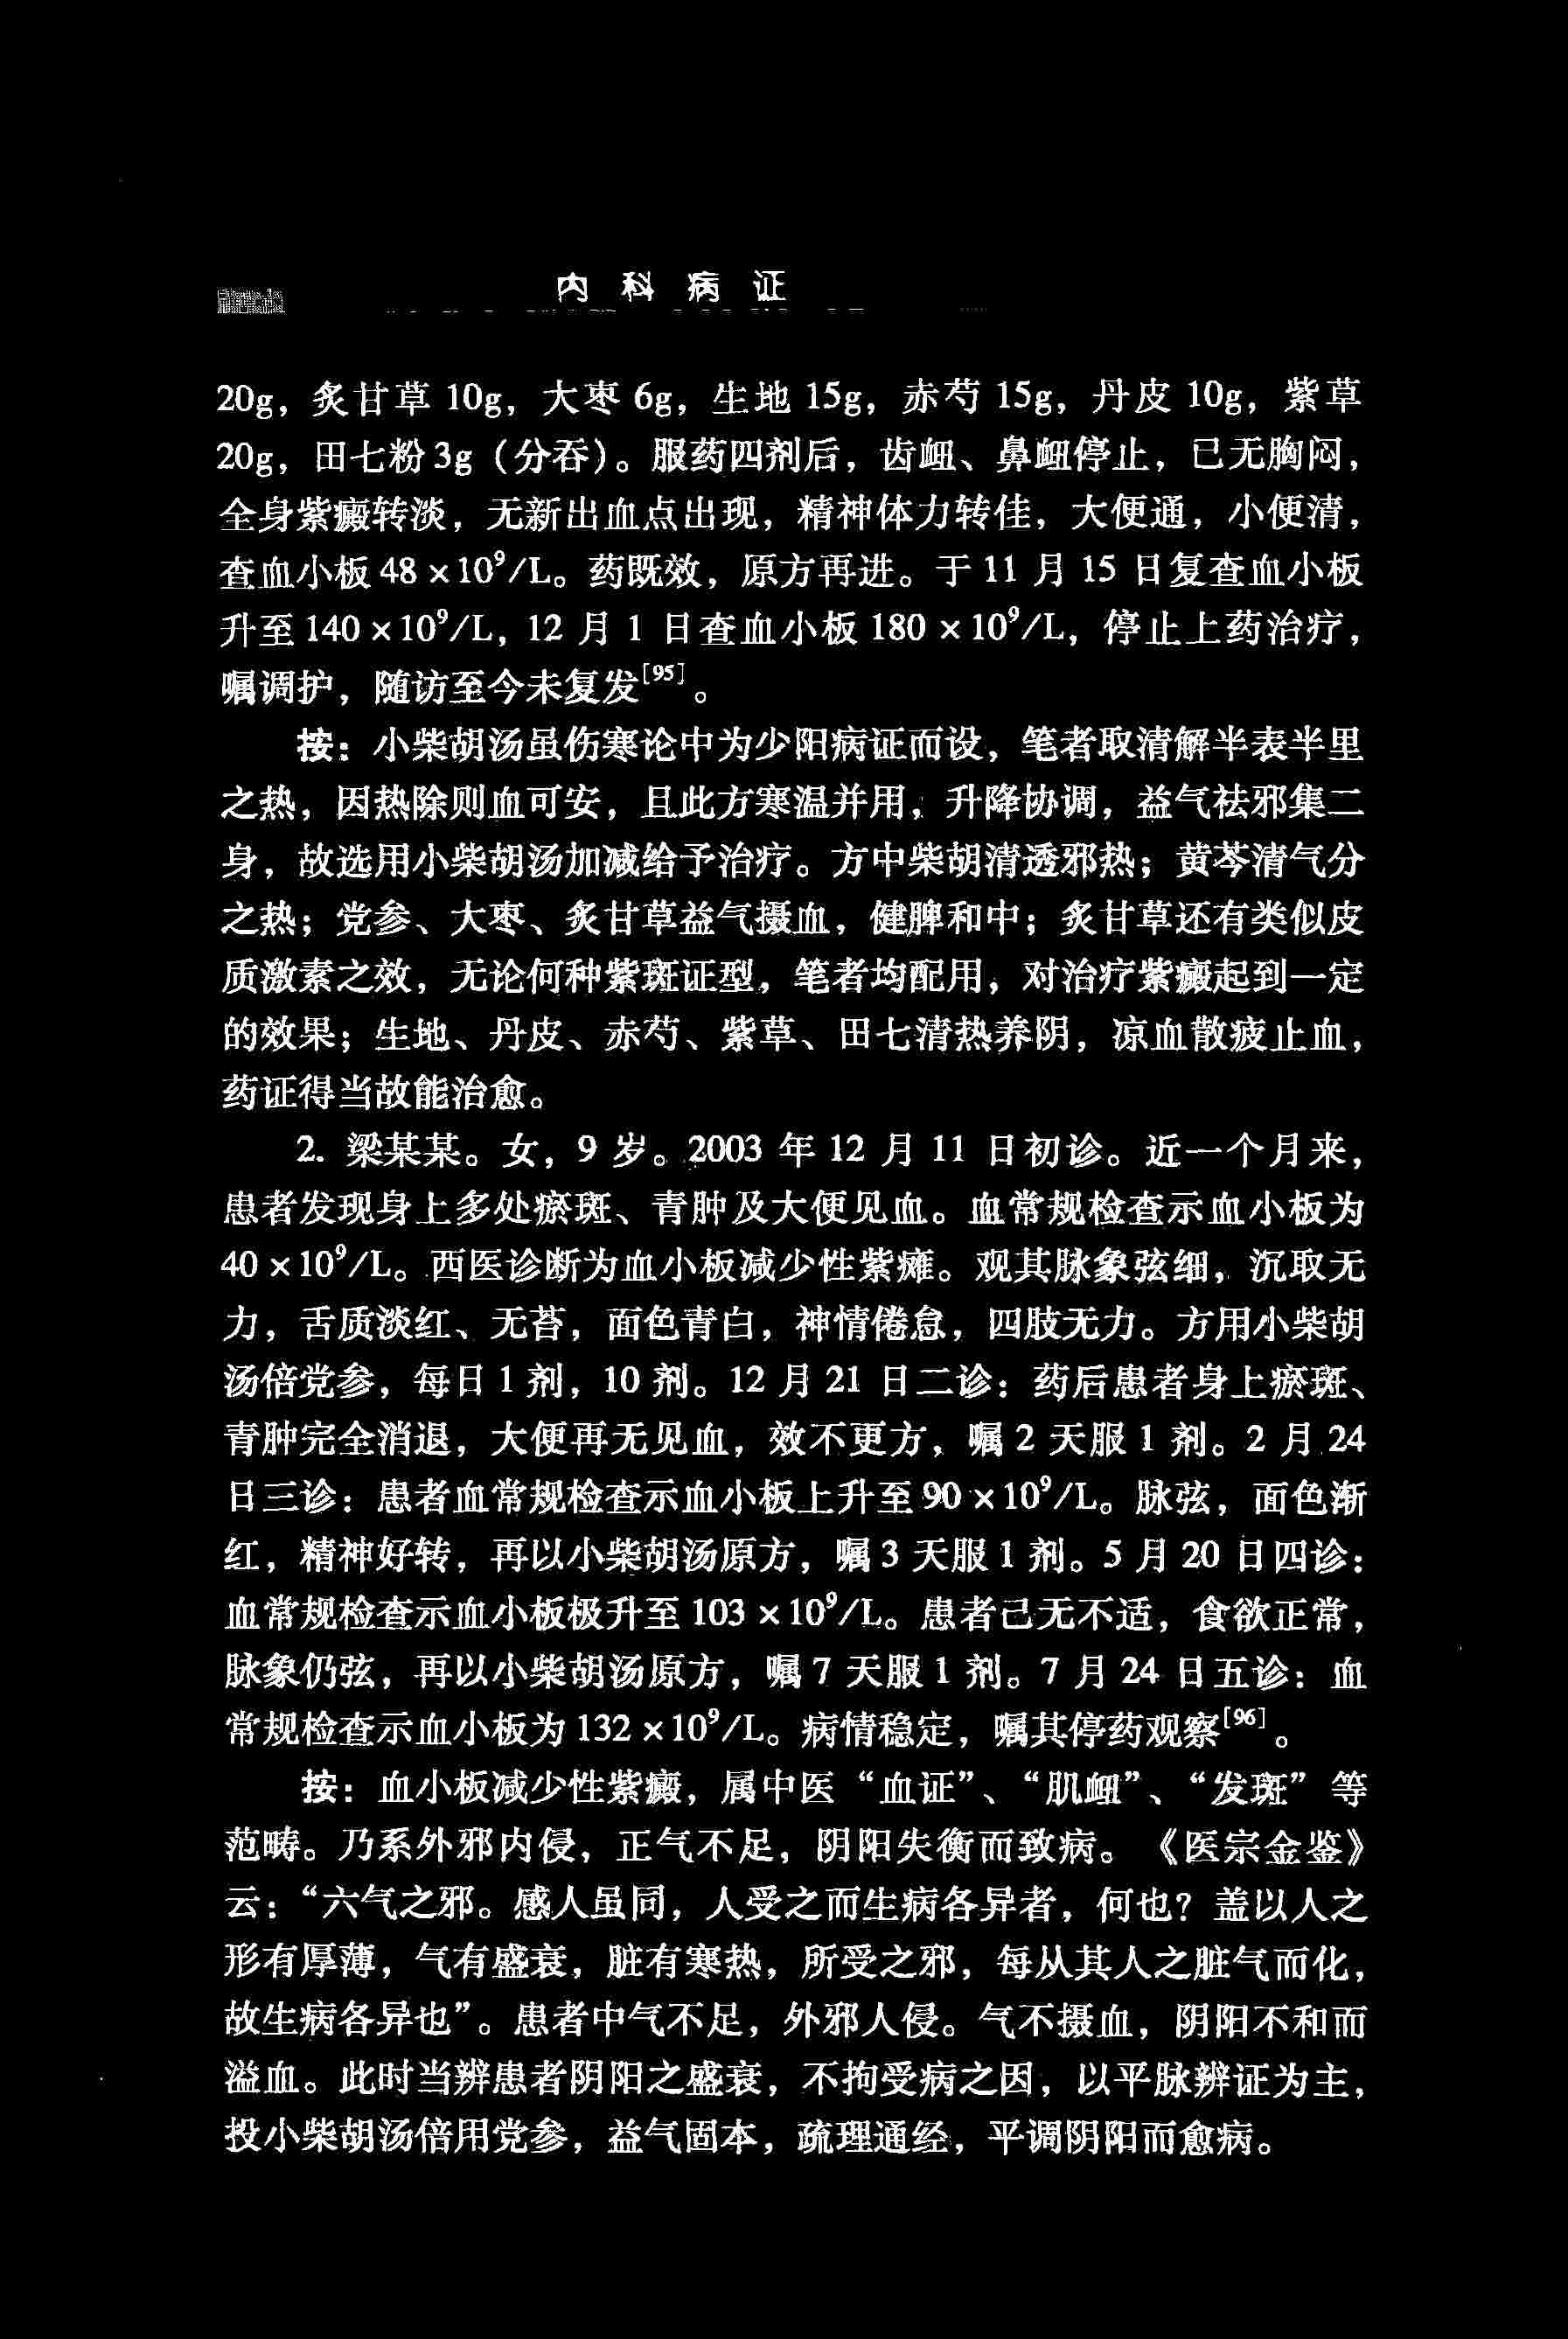 内科病证
20g，炙甘草 10g，大枣 6g，生地 15g，赤芍 15g，丹皮 10g，紫草
20g，田七粉 3g（分吞）。服药四剂后，齿衄、鼻衄停止，已无胸闷，
全身紫癜转淡，无新出血点出现，精神体力转佳，大便通，小便清，
查血小板 48 × 10⁹/L。药既效，原方再进。于 11 月 15 日复查血小板
升至 140 × 10⁹/L，12 月 1 日查血小板 180 × 10⁹/L，停止上药治疗，
嘱调护，随访至今未复发[95]。
按：小柴胡汤虽伤寒论中为少阳病证而设，笔者取清解半表半里
之热，因热除则血可安，且此方寒温并用，升降协调，益气祛邪集二
身，故选用小柴胡汤加减给予治疗。方中柴胡清透邪热；黄芩清气分
之热；党参、大枣、炙甘草益气摄血，健脾和中；炙甘草还有类似皮
质激素之效，无论何种紫斑证型，笔者均配用，对治疗紫癜起到一定
的效果；生地、丹皮、赤芍、紫草、田七清热养阴，凉血散疲止血，
药证得当故能治愈。
2. 梁某某。女，9 岁。2003 年 12 月 11 日初诊。近一个月来，
患者发现身上多处瘀斑、青肿及大便见血。血常规检查示血小板为
40 × 10⁹/L。西医诊断为血小板减少性紫瘫。观其脉象弦细，沉取无
力，舌质淡红、无苔，面色青白，神情倦怠，四肢无力。方用小柴胡
汤倍党参，每日 1 剂，10 剂。12 月 21 日二诊：药后患者身上瘀斑、
青肿完全消退，大便再无见血，效不更方，嘱 2 天服 1 剂。2 月 24
日三诊：患者血常规检查示血小板上升至 90 × 10⁹/L。脉弦，面色渐
红，精神好转，再以小柴胡汤原方，嘱 3 天服 1 剂。5 月 20 日四诊：
血常规检查示血小板极升至 103 × 10⁹/L。患者已无不适，食欲正常，
脉象仍弦，再以小柴胡汤原方，嘱 7 天服 1 剂。7 月 24 日五诊：血
常规检查示血小板为 132 × 10⁹/L。病情稳定，嘱其停药观察[96]。
按：血小板减少性紫癜，属中医“血证”、“肌衄”、“发斑”等
范畴。乃系外邪内侵，正气不足，阴阳失衡而致病。《医宗金鉴》
云：“六气之邪。感人虽同，人受之而生病各异者，何也？盖以人之
形有厚薄，气有盛衰，脏有寒热，所受之邪，每从其人之脏气而化，
故生病各异也”。患者中气不足，外邪人侵。气不摄血，阴阳不和而
溢血。此时当辨患者阴阳之盛衰，不拘受病之因，以平脉辨证为主，
投小柴胡汤倍用党参，益气固本，疏理通经，平调阴阳而愈病。